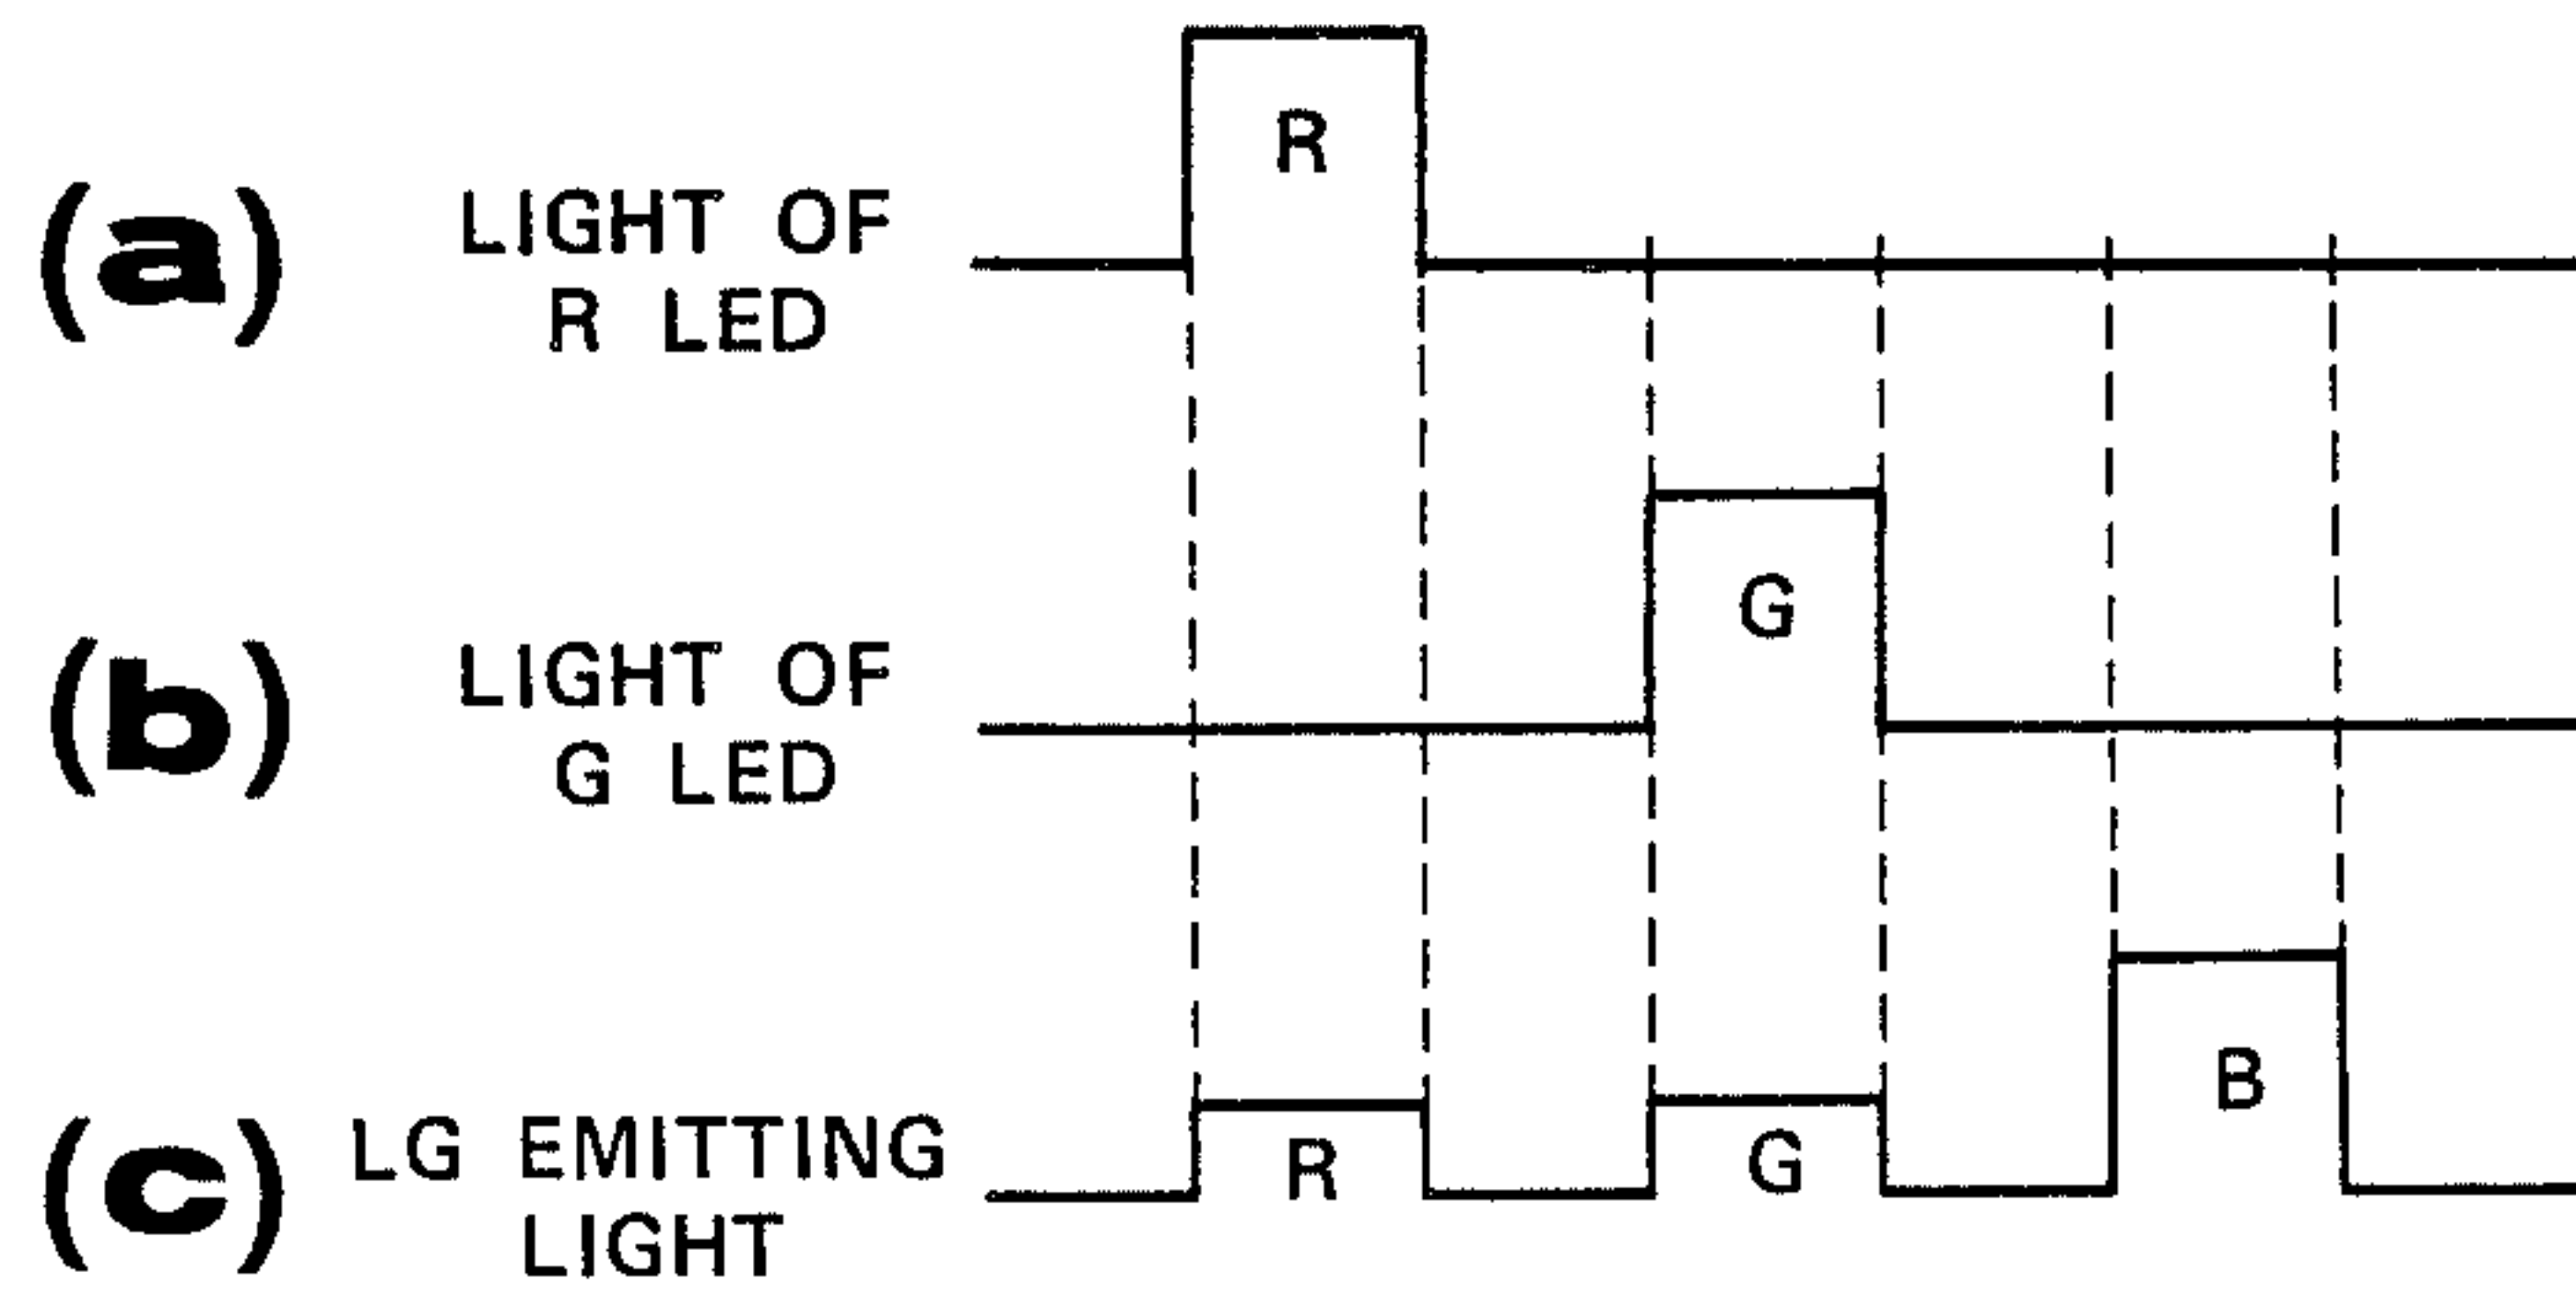 R
(a) LIGHT OF
R LED
G
(b) LIGHT OF
G LED
B
(c) LG EMITTING
LIGHT
R
G